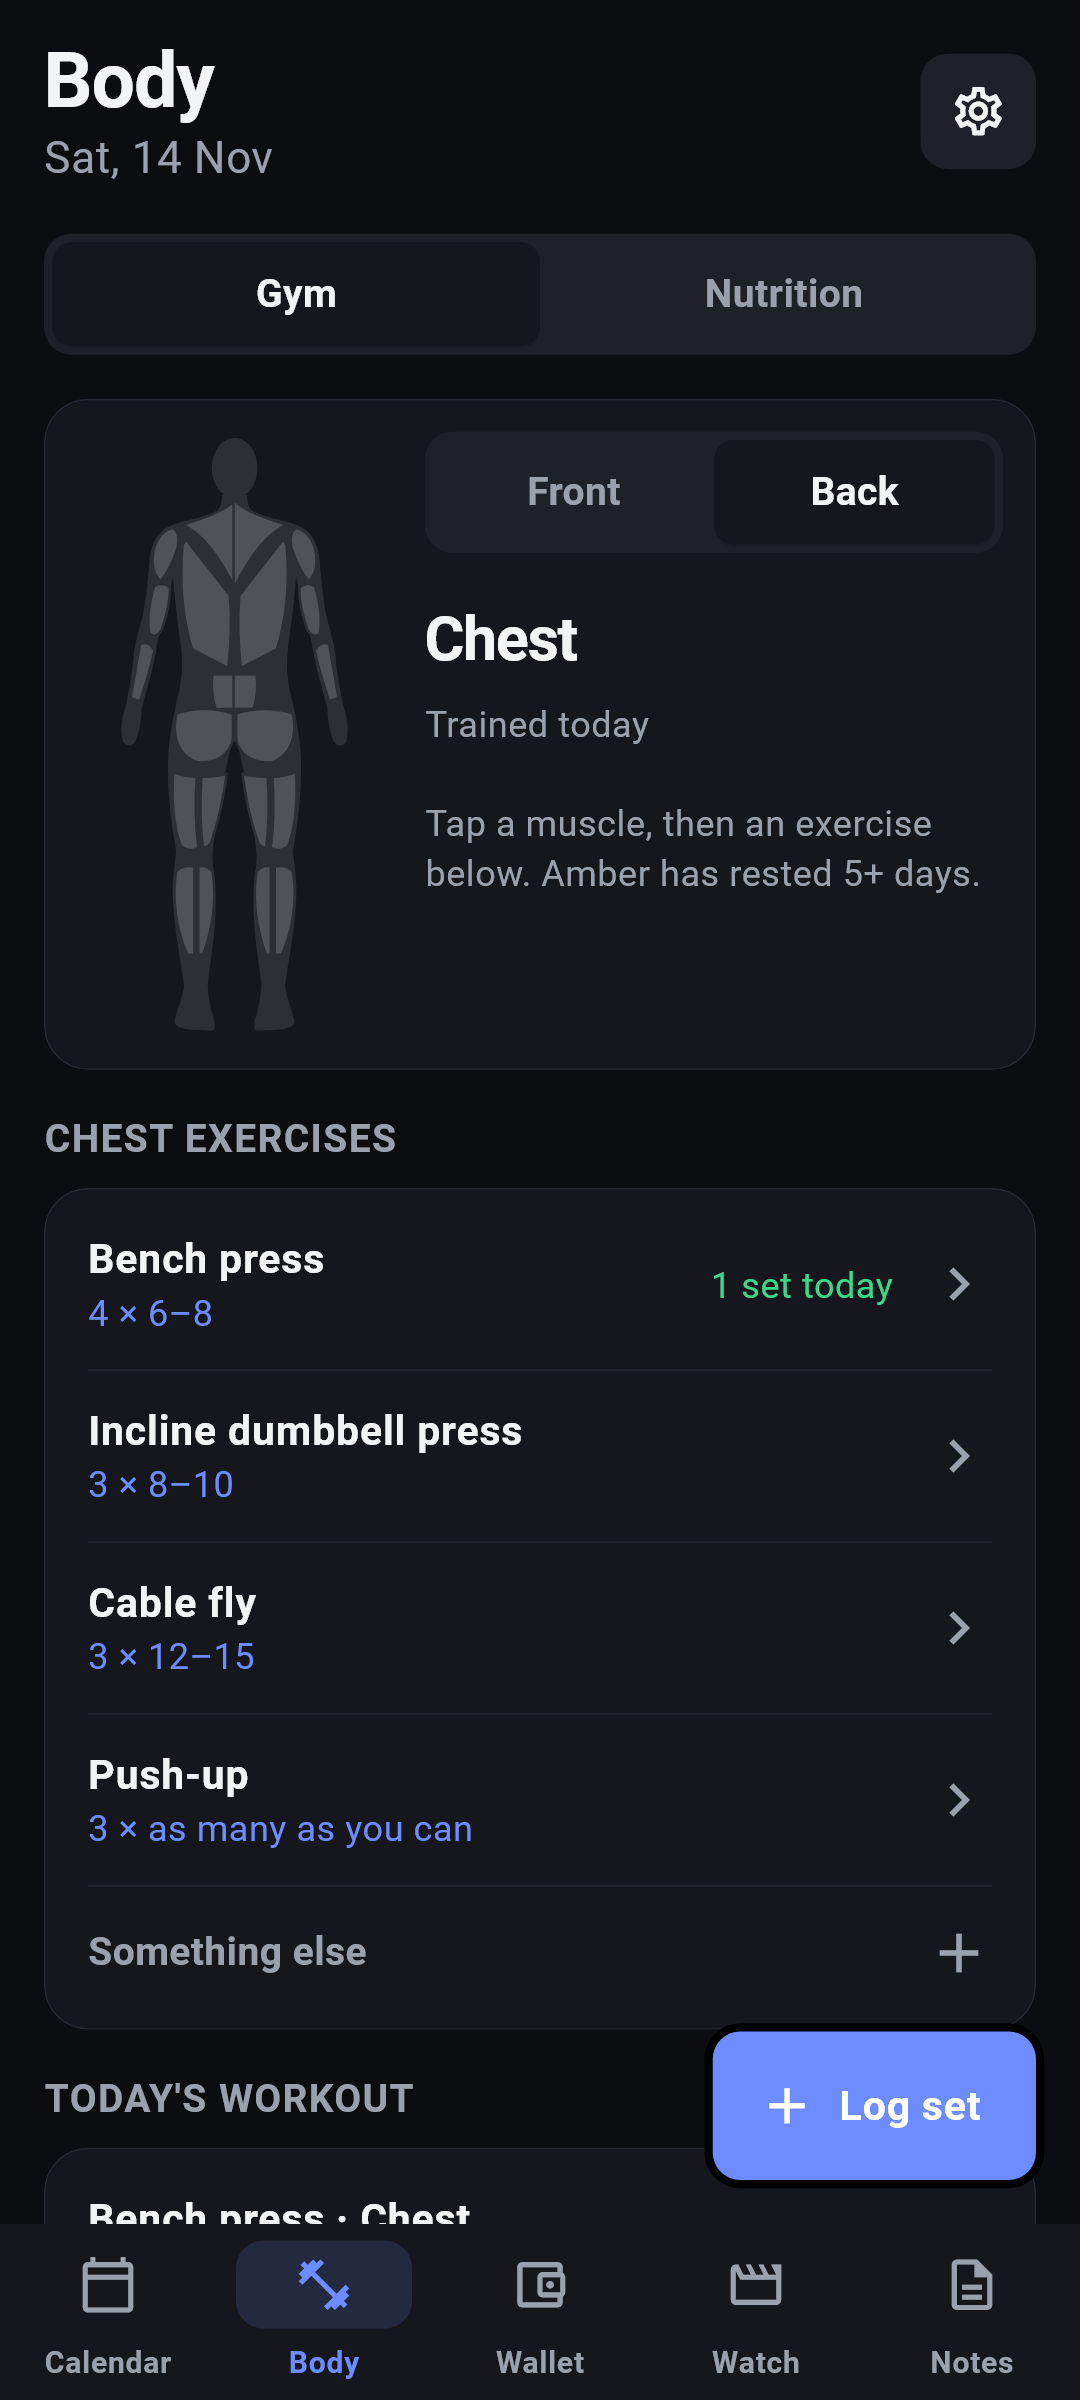 Body
Sat, 14 Nov
Gym
Nutrition
Front
Back
Chest
Trained today
Tap a muscle, then an exercise
below. Amber has rested 5+ days.
CHEST EXERCISES
Bench press
4 × 6–8
1 set today
Incline dumbbell press
3 × 8–10
Cable fly
3 × 12–15
Push-up
3 × as many as you can
Something else
TODAY'S WORKOUT
Log set
Bench press · Chest
Calendar
Body
Wallet
Watch
Notes